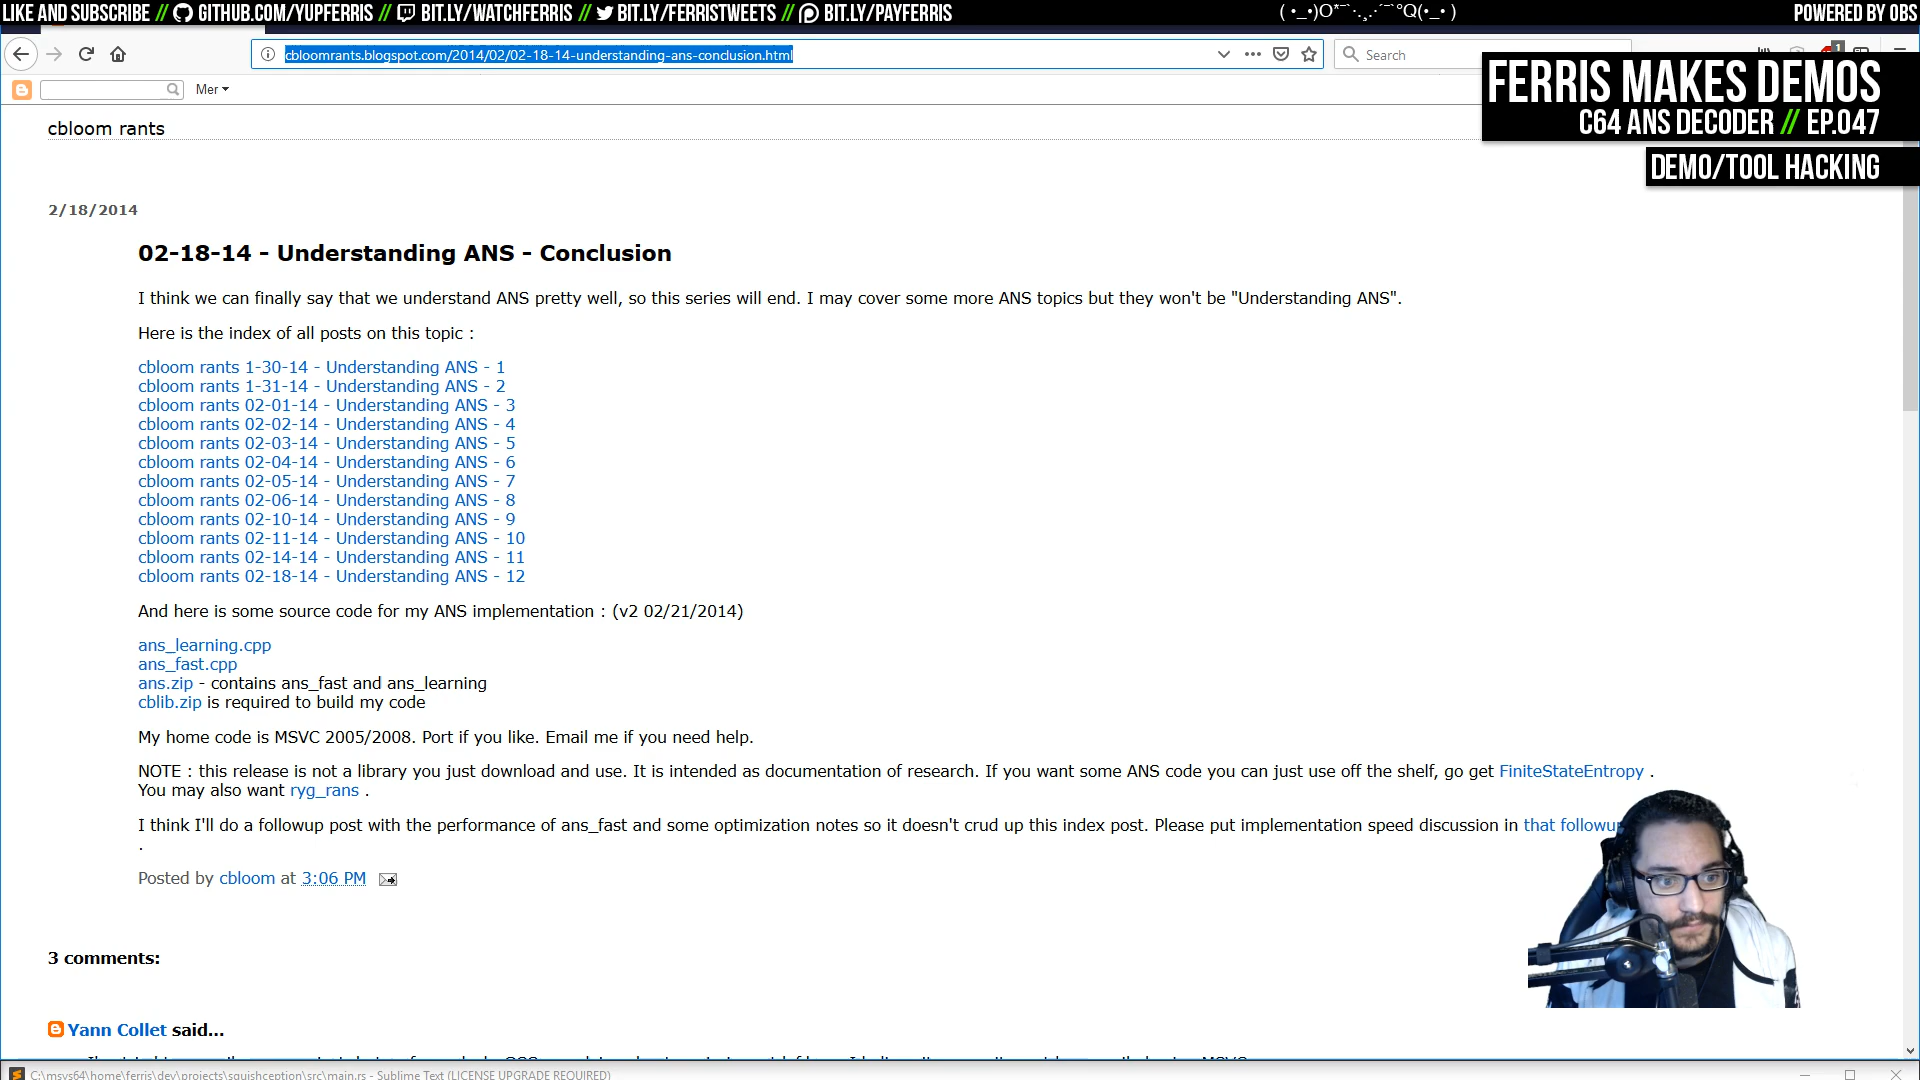 LIKE AND SUBSCRIBE // GITHUB.COM/YUPFERRIS // BIT.LY/WATCHFERRIS // BIT.LY/FERRISTWEETS // BIT.LY/PAYFERRIS
POWERED BY OBS
cbloomrants.blogspot.com/2014/02/02-18-14-understanding-ans-conclusion.html
Search
1
Mer
FERRIS MAKES DEMOS
C64 ANS DECODER // EP.047
DEMO/TOOL HACKING
cbloom rants
2/18/2014
02-18-14 - Understanding ANS - Conclusion
I think we can finally say that we understand ANS pretty well, so this series will end. I may cover some more ANS topics but they won't be "Understanding ANS".
Here is the index of all posts on this topic :
cbloom rants 1-30-14 - Understanding ANS - 1
cbloom rants 1-31-14 - Understanding ANS - 2
cbloom rants 02-01-14 - Understanding ANS - 3
cbloom rants 02-02-14 - Understanding ANS - 4
cbloom rants 02-03-14 - Understanding ANS - 5
cbloom rants 02-04-14 - Understanding ANS - 6
cbloom rants 02-05-14 - Understanding ANS - 7
cbloom rants 02-06-14 - Understanding ANS - 8
cbloom rants 02-10-14 - Understanding ANS - 9
cbloom rants 02-11-14 - Understanding ANS - 10
cbloom rants 02-14-14 - Understanding ANS - 11
cbloom rants 02-18-14 - Understanding ANS - 12
And here is some source code for my ANS implementation : (v2 02/21/2014)
ans_learning.cpp
ans_fast.cpp
ans.zip - contains ans_fast and ans_learning
cblib.zip is required to build my code
My home code is MSVC 2005/2008. Port if you like. Email me if you need help.
NOTE : this release is not a library you just download and use. It is intended as documentation of research. If you want some ANS code you can just use off the shelf, go get FiniteStateEntropy .
You may also want ryg_rans .
I think I'll do a followup post with the performance of ans_fast and some optimization notes so it doesn't crud up this index post. Please put implementation speed discussion in that followu
.
Posted by cbloom at 3:06 PM
3 comments:
Yann Collet said...
C:\msys64\home\ferris\dev\projects\squishception\src\main.rs - Sublime Text (LICENSE UPGRADE REQUIRED)